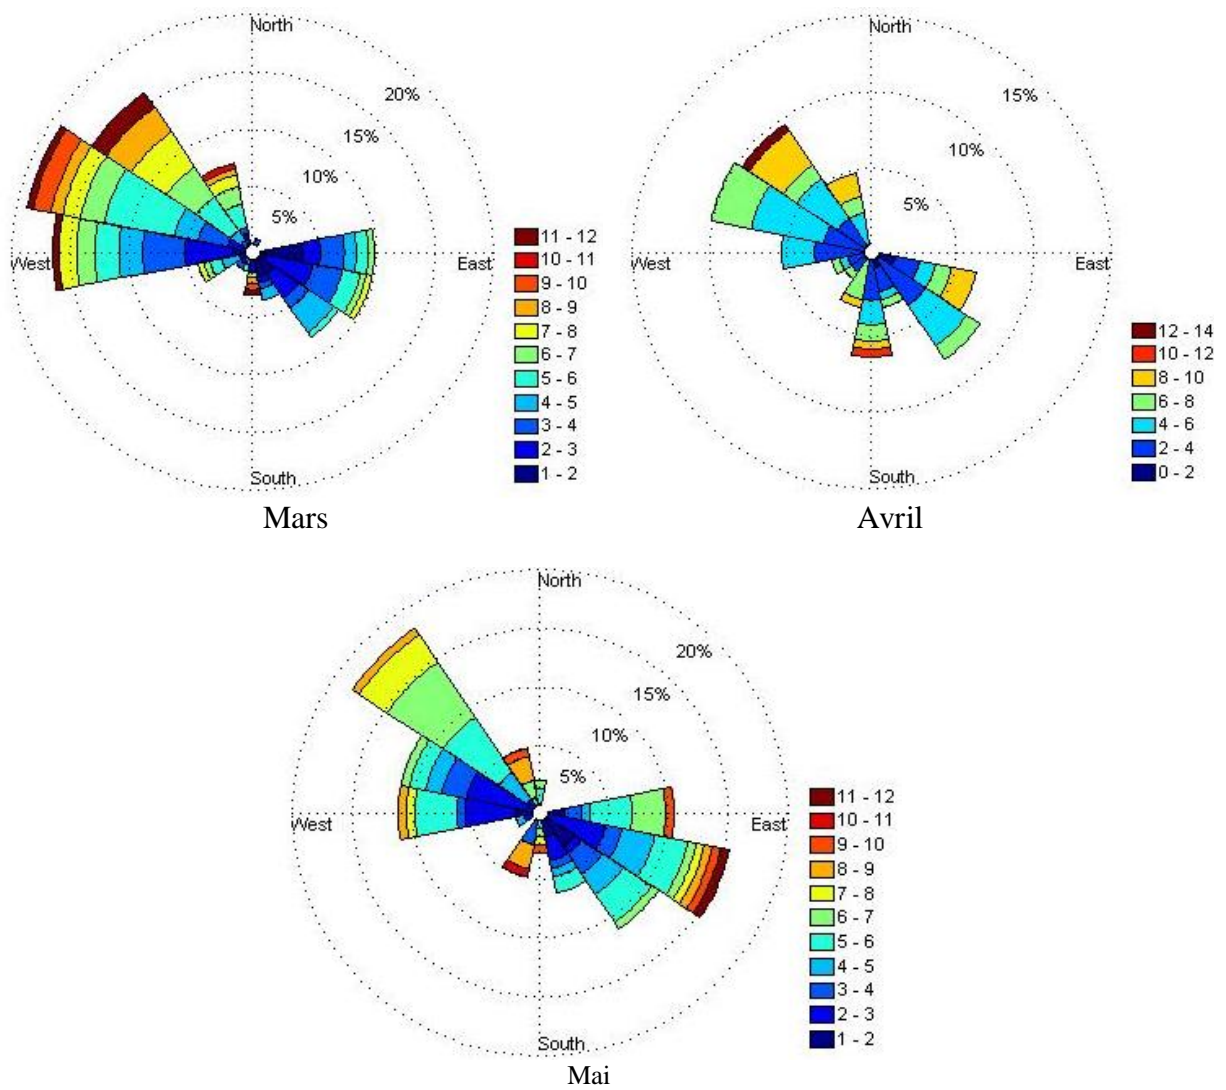 North
20%
15%
10%
5%
West
East
South
11 - 12
10 - 11
9 - 10
8 - 9
7 - 8
6 - 7
5 - 6
4 - 5
3 - 4
2 - 3
1 - 2
Mars
North
15%
10%
5%
West
East
South
12 - 14
10 - 12
8 - 10
6 - 8
4 - 6
2 - 4
0 - 2
Avril
North
20%
15%
10%
5%
West
East
South
11 - 12
10 - 11
9 - 10
8 - 9
7 - 8
6 - 7
5 - 6
4 - 5
3 - 4
2 - 3
1 - 2
Mai